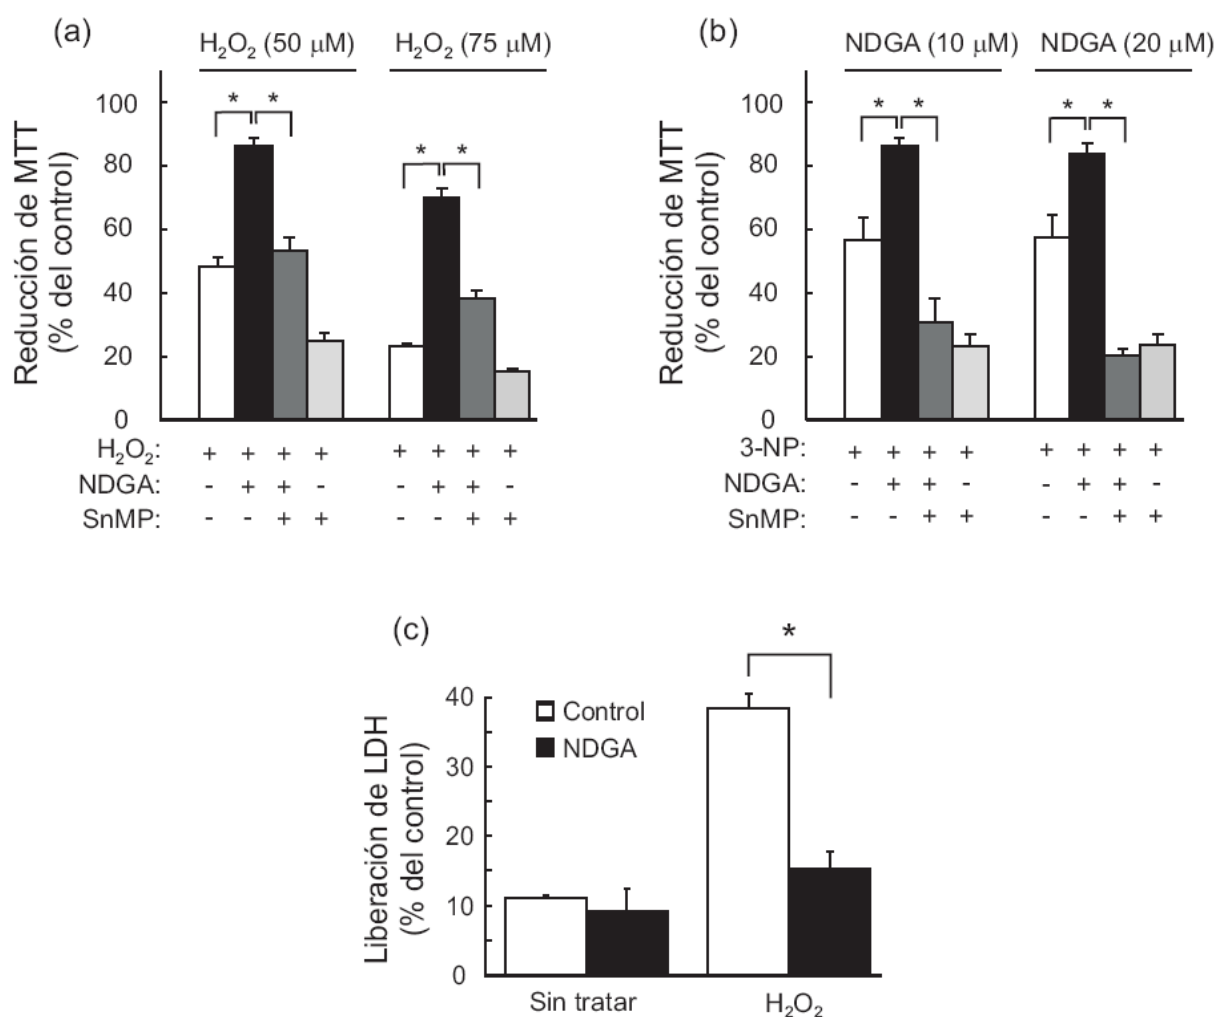 (a)
H₂O₂ (50 μM) H₂O₂ (75 μM)
* *
* *
Reducción de MTT
(% del control)
100
80
60
40
20
0
H₂O₂: + + + + + + + +
NDGA: - + + - - + + -
SnMP: - - + + - - + +
(b)
NDGA (10 μM) NDGA (20 μM)
* * * *
Reducción de MTT
(% del control)
100
80
60
40
20
0
3-NP: + + + + + + + +
NDGA: - + + - - + + -
SnMP: - - + + - - + +
(c)
*
Liberación de LDH
(% del control)
40
30
20
10
0
Control
NDGA
Sin tratar H₂O₂